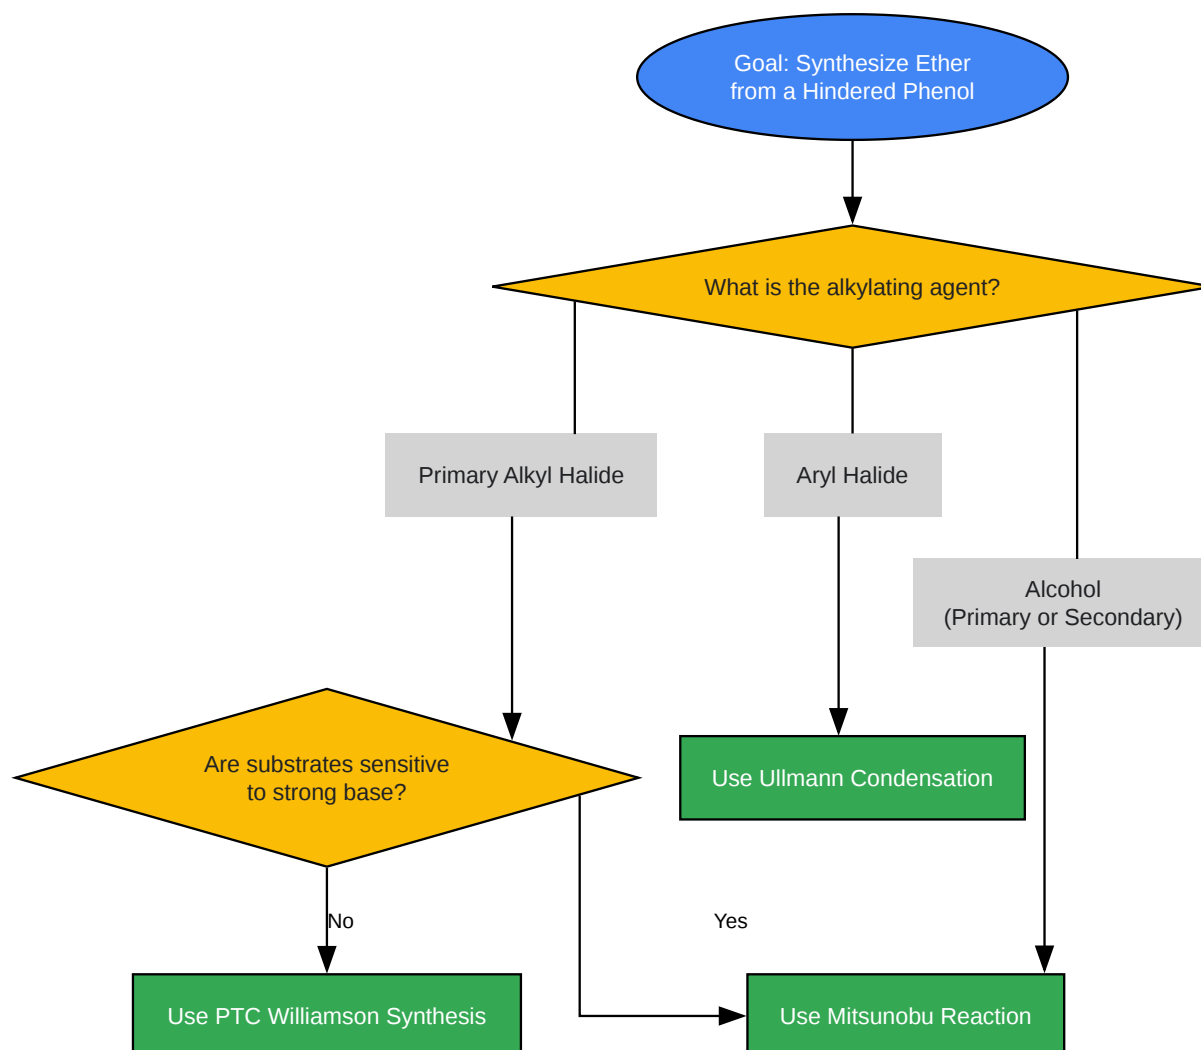 Goal: Synthesize Ether
from a Hindered Phenol
What is the alkylating agent?
Primary Alkyl Halide
Aryl Halide
Alcohol
(Primary or Secondary)
Are substrates sensitive
to strong base?
Use Ullmann Condensation
No
Yes
Use PTC Williamson Synthesis
Use Mitsunobu Reaction